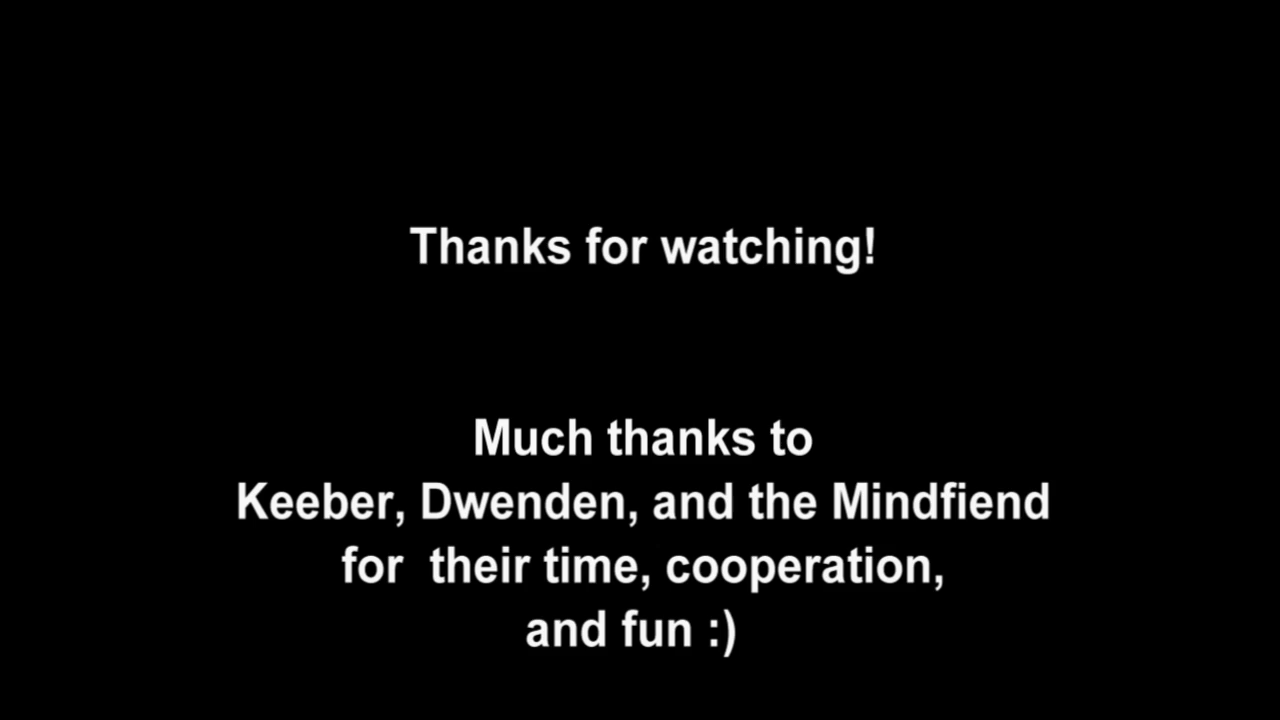 Thanks for watching!
Much thanks to
Keeber, Dwenden, and the Mindfiend
for  their time, cooperation,
and fun :)